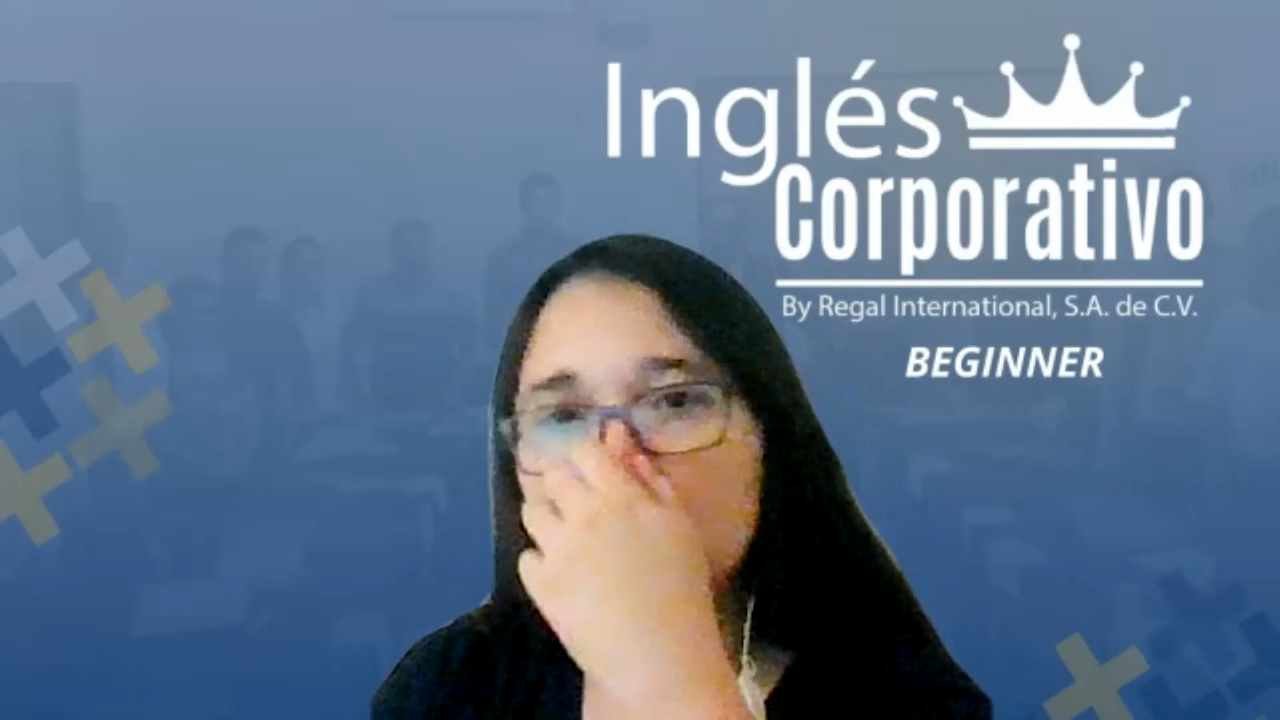 Inglés
Corporativo
By Regal International, S.A. de C.V.
BEGINNER